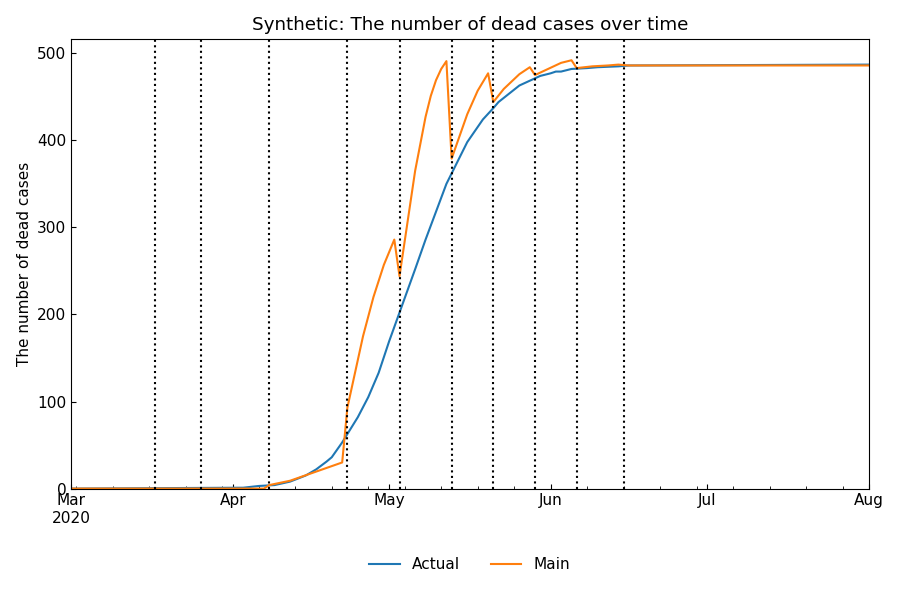 Synthetic: The number of dead cases over time
The number of dead cases
500
400
300
200
100
0
Mar Apr May Jun Jul Aug
2020
Actual Main